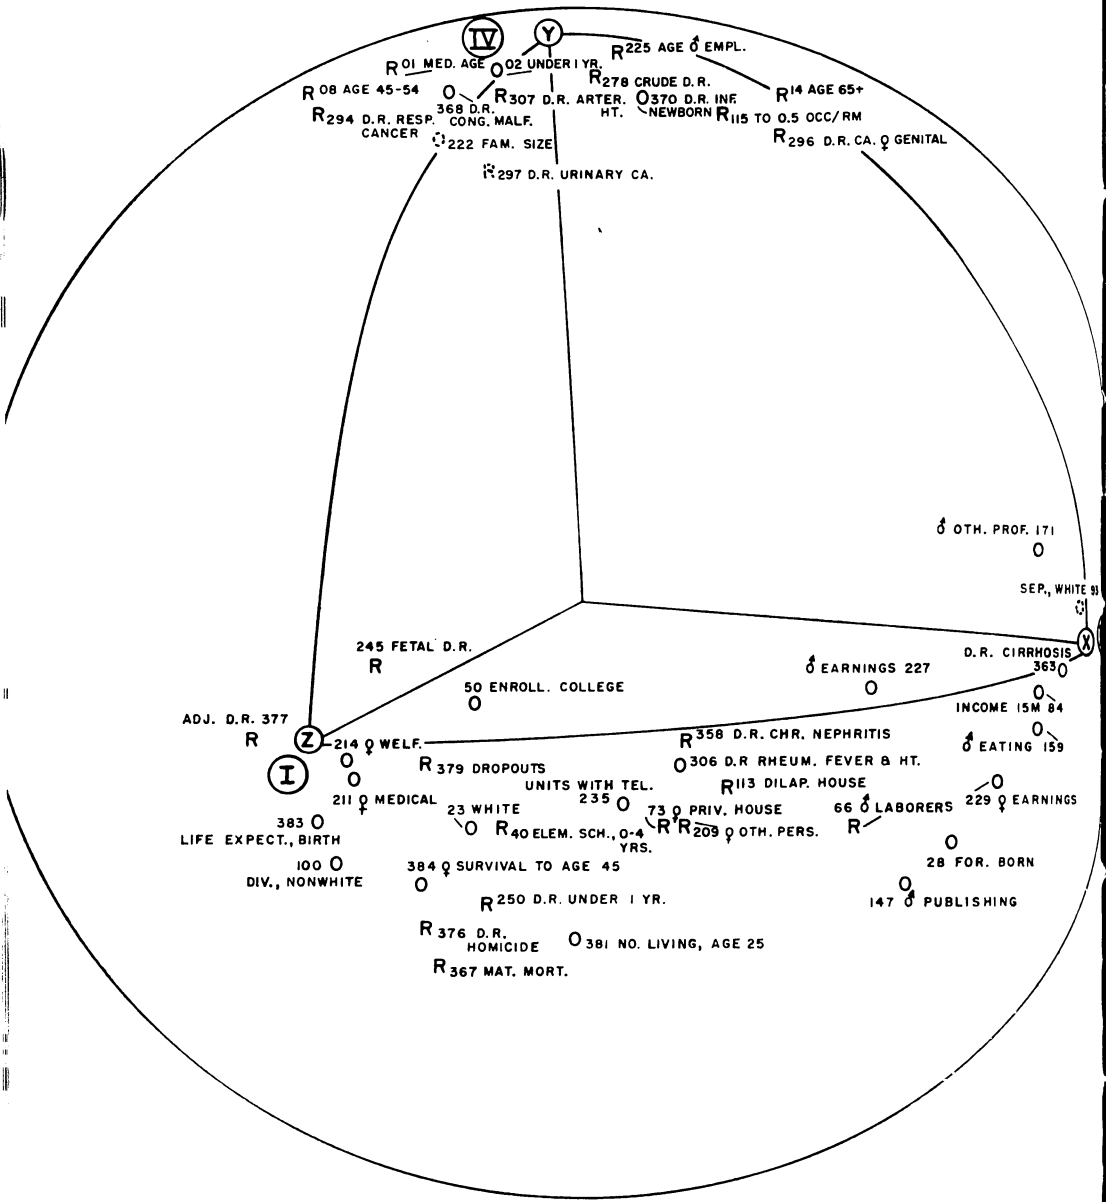 IV
Y
R 225 AGE ♂ EMPL.
R 01 MED. AGE
O 02 UNDER 1 YR.
R 278 CRUDE D.R.
R 08 AGE 45-54
O
368 D.R.
CONG. MALF.
R 307 D.R. ARTER.
HT.
O 370 D.R. INF.
NEWBORN
R 14 AGE 65+
R 294 D.R. RESP.
CANCER
R 115 TO 0.5 OCC/RM
O 222 FAM. SIZE
R 296 D.R. CA. ♀ GENITAL
R 297 D.R. URINARY CA.
♂ OTH. PROF. 171
O
SEP., WHITE 93
O
X
D.R. CIRRHOSIS
363 O
245 FETAL D.R.
R
♂ EARNINGS 227
O
50 ENROLL. COLLEGE
O
O
INCOME 15M 84
ADJ. D.R. 377
R
Z
214 ♀ WELF.
O
R 358 D.R. CHR. NEPHRITIS
O
♂ EATING 159
I
R 379 DROPOUTS
O 306 D.R RHEUM. FEVER & HT.
O
211 ♀ MEDICAL
UNITS WITH TEL.
235 O
R 113 DILAP. HOUSE
O
229 ♀ EARNINGS
383 O
LIFE EXPECT., BIRTH
23 WHITE
O
R 40 ELEM. SCH., 0-4
YRS.
73 ♀ PRIV. HOUSE
R
R 209 ♀ OTH. PERS.
66 ♂ LABORERS
R
O
28 FOR. BORN
100 O
DIV., NONWHITE
384 ♀ SURVIVAL TO AGE 45
O
O
147 ♂ PUBLISHING
R 250 D.R. UNDER 1 YR.
R 376 D.R.
HOMICIDE
O 381 NO. LIVING, AGE 25
R 367 MAT. MORT.